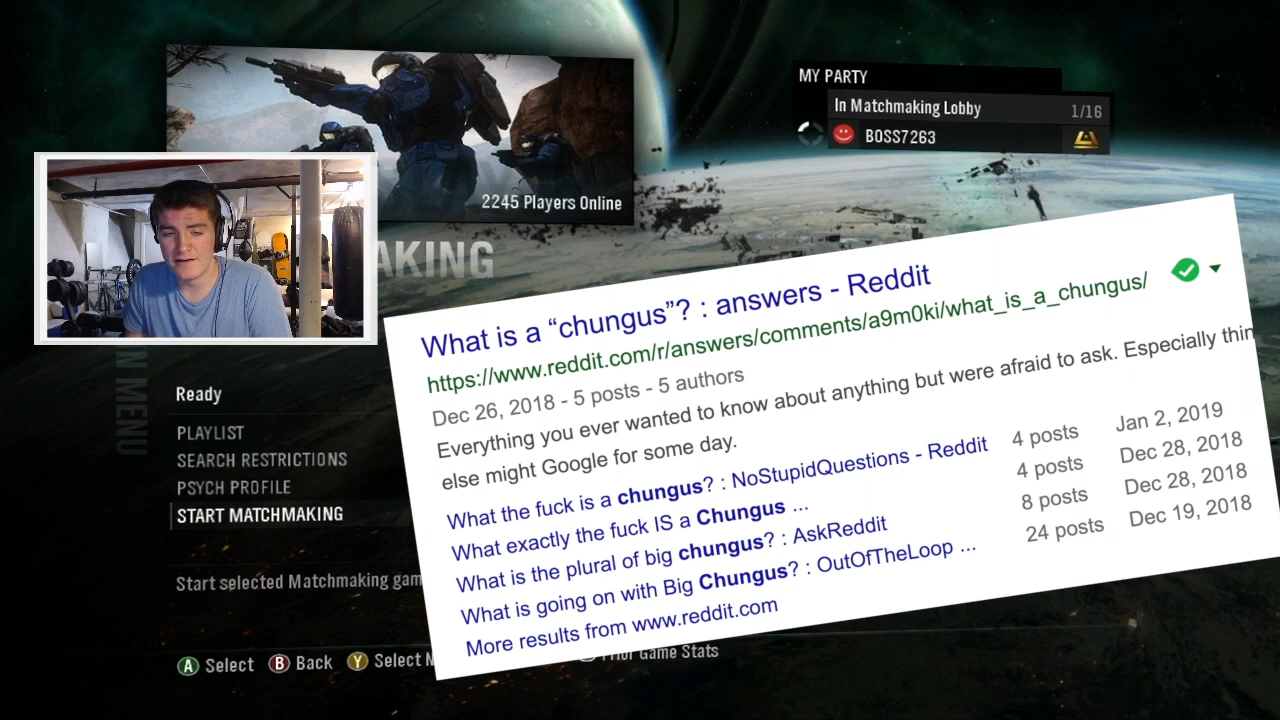 MY PARTY
In Matchmaking Lobby 1/16
BOSS7263
2245 Players Online
AKING
N MENU
Ready
PLAYLIST
SEARCH RESTRICTIONS
PSYCH PROFILE
START MATCHMAKING
Start selected Matchmaking gam
A Select B Back Y Select N Prior Game Stats
What is a “chungus”? : answers - Reddit
https://www.reddit.com/r/answers/comments/a9m0ki/what_is_a_chungus/
Dec 26, 2018 - 5 posts - 5 authors
Everything you ever wanted to know about anything but were afraid to ask. Especially thin
else might Google for some day.
What the fuck is a chungus? : NoStupidQuestions - Reddit 4 posts Jan 2, 2019
What exactly the fuck IS a Chungus ... 4 posts Dec 28, 2018
What is the plural of big chungus? : AskReddit 8 posts Dec 28, 2018
What is going on with Big Chungus? : OutOfTheLoop ... 24 posts Dec 19, 2018
More results from www.reddit.com